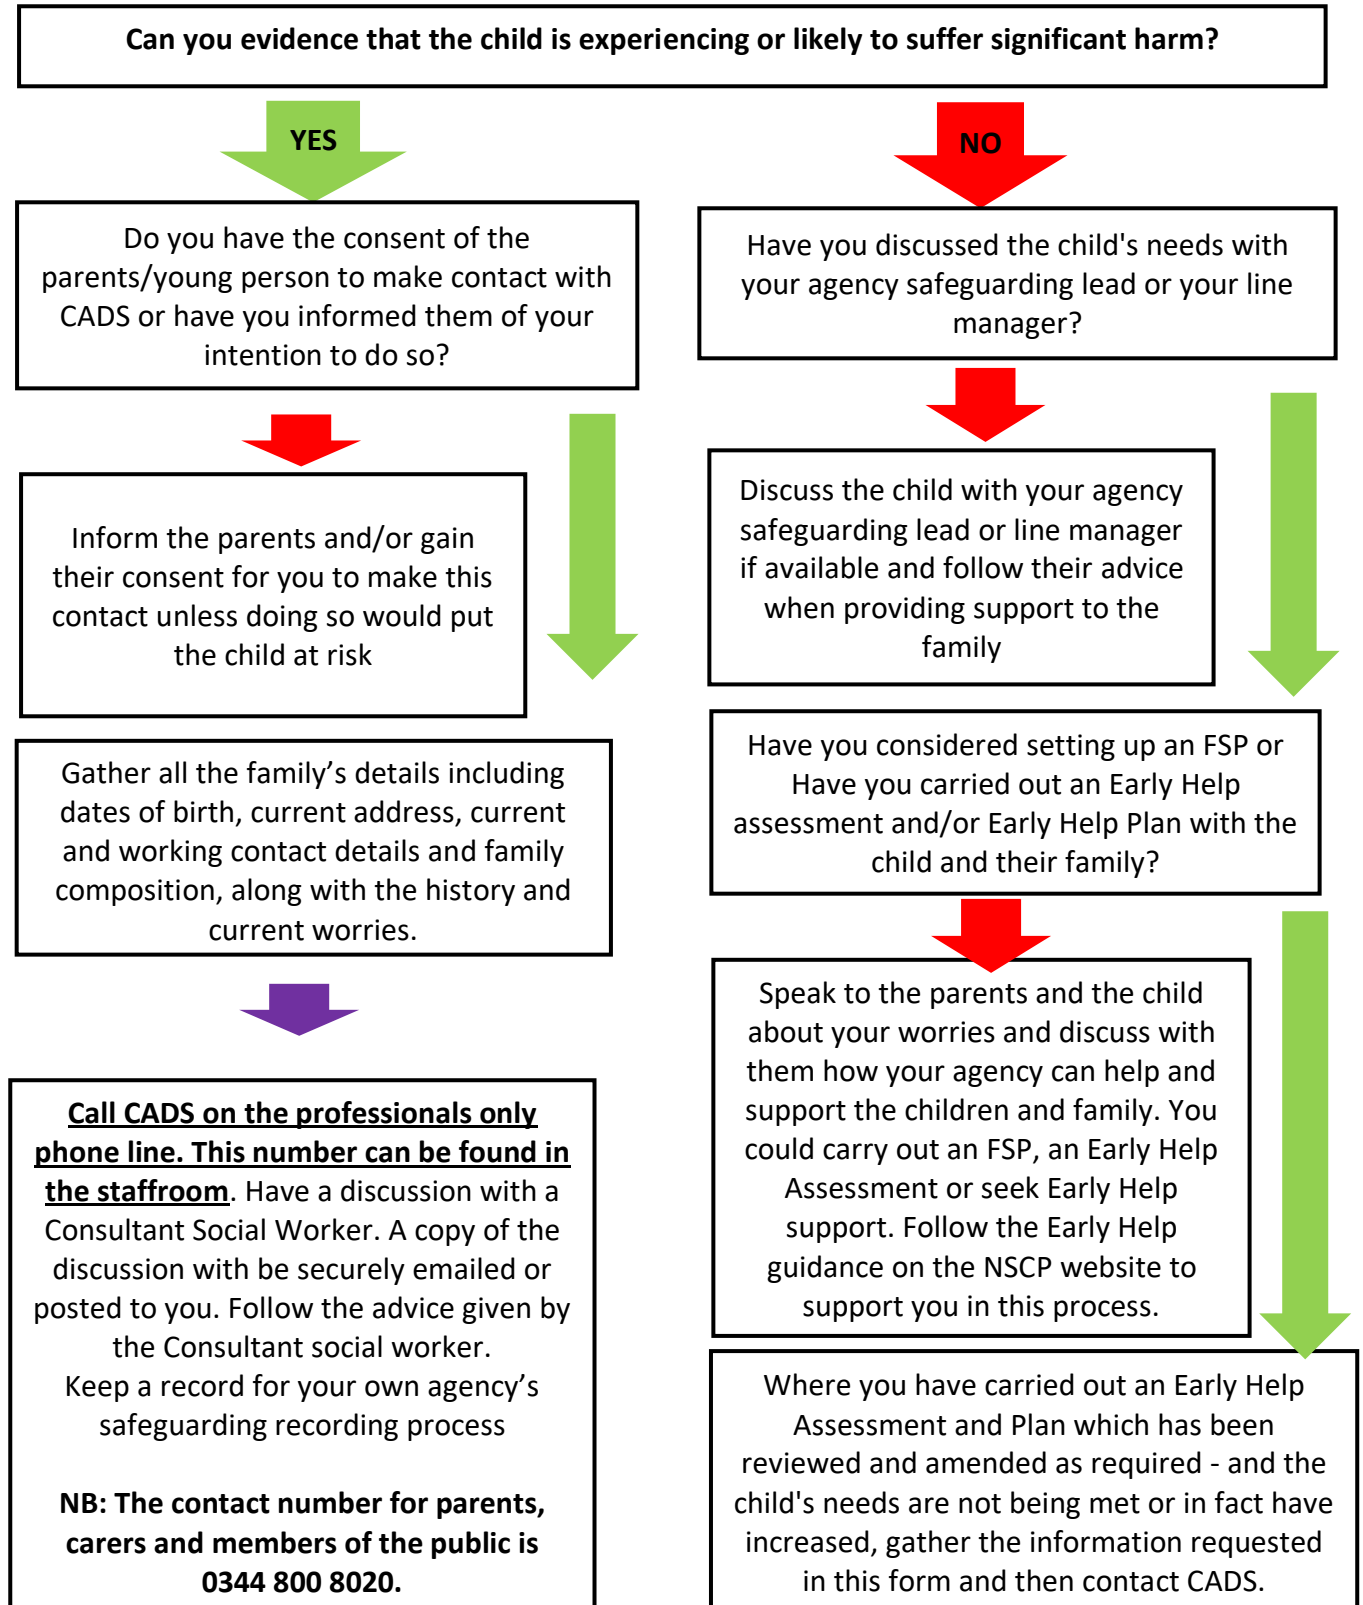 Can you evidence that the child is experiencing or likely to suffer significant harm?
YES
NO
Do you have the consent of the
parents/young person to make contact with
CADS or have you informed them of your
intention to do so?
Have you discussed the child's needs with
your agency safeguarding lead or your line
manager?
Inform the parents and/or gain
their consent for you to make this
contact unless doing so would put
the child at risk
Discuss the child with your agency
safeguarding lead or line manager
if available and follow their advice
when providing support to the
family
Gather all the family’s details including
dates of birth, current address, current
and working contact details and family
composition, along with the history and
current worries.
Have you considered setting up an FSP or
Have you carried out an Early Help
assessment and/or Early Help Plan with the
child and their family?
Call CADS on the professionals only
phone line. This number can be found in
the staffroom. Have a discussion with a
Consultant Social Worker. A copy of the
discussion with be securely emailed or
posted to you. Follow the advice given by
the Consultant social worker.
Keep a record for your own agency’s
safeguarding recording process
NB: The contact number for parents,
carers and members of the public is
0344 800 8020.
Speak to the parents and the child
about your worries and discuss with
them how your agency can help and
support the children and family. You
could carry out an FSP, an Early Help
Assessment or seek Early Help
support. Follow the Early Help
guidance on the NSCP website to
support you in this process.
Where you have carried out an Early Help
Assessment and Plan which has been
reviewed and amended as required - and the
child's needs are not being met or in fact have
increased, gather the information requested
in this form and then contact CADS.